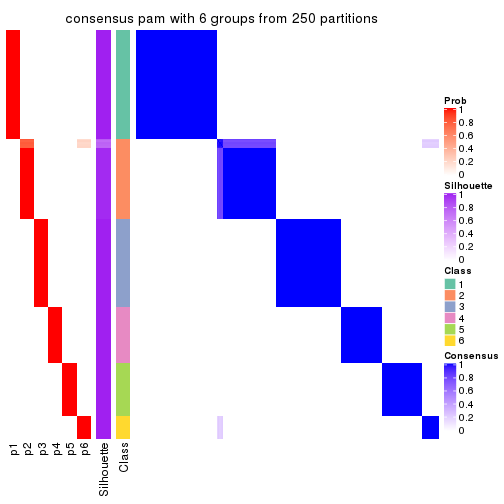 consensus pam with 6 groups from 250 partitions
Prob
1
0.8
0.6
0.4
0.2
0
Silhouette
1
0.8
0.6
0.4
0.2
0
Class
1
2
3
4
5
6
Consensus
1
0.8
0.6
0.4
0.2
0
p1
p2
p3
p4
p5
p6
Silhouette
Class